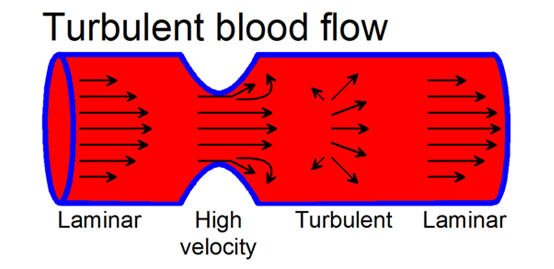 Turbulent blood flow
Laminar
High
velocity
Turbulent
Laminar